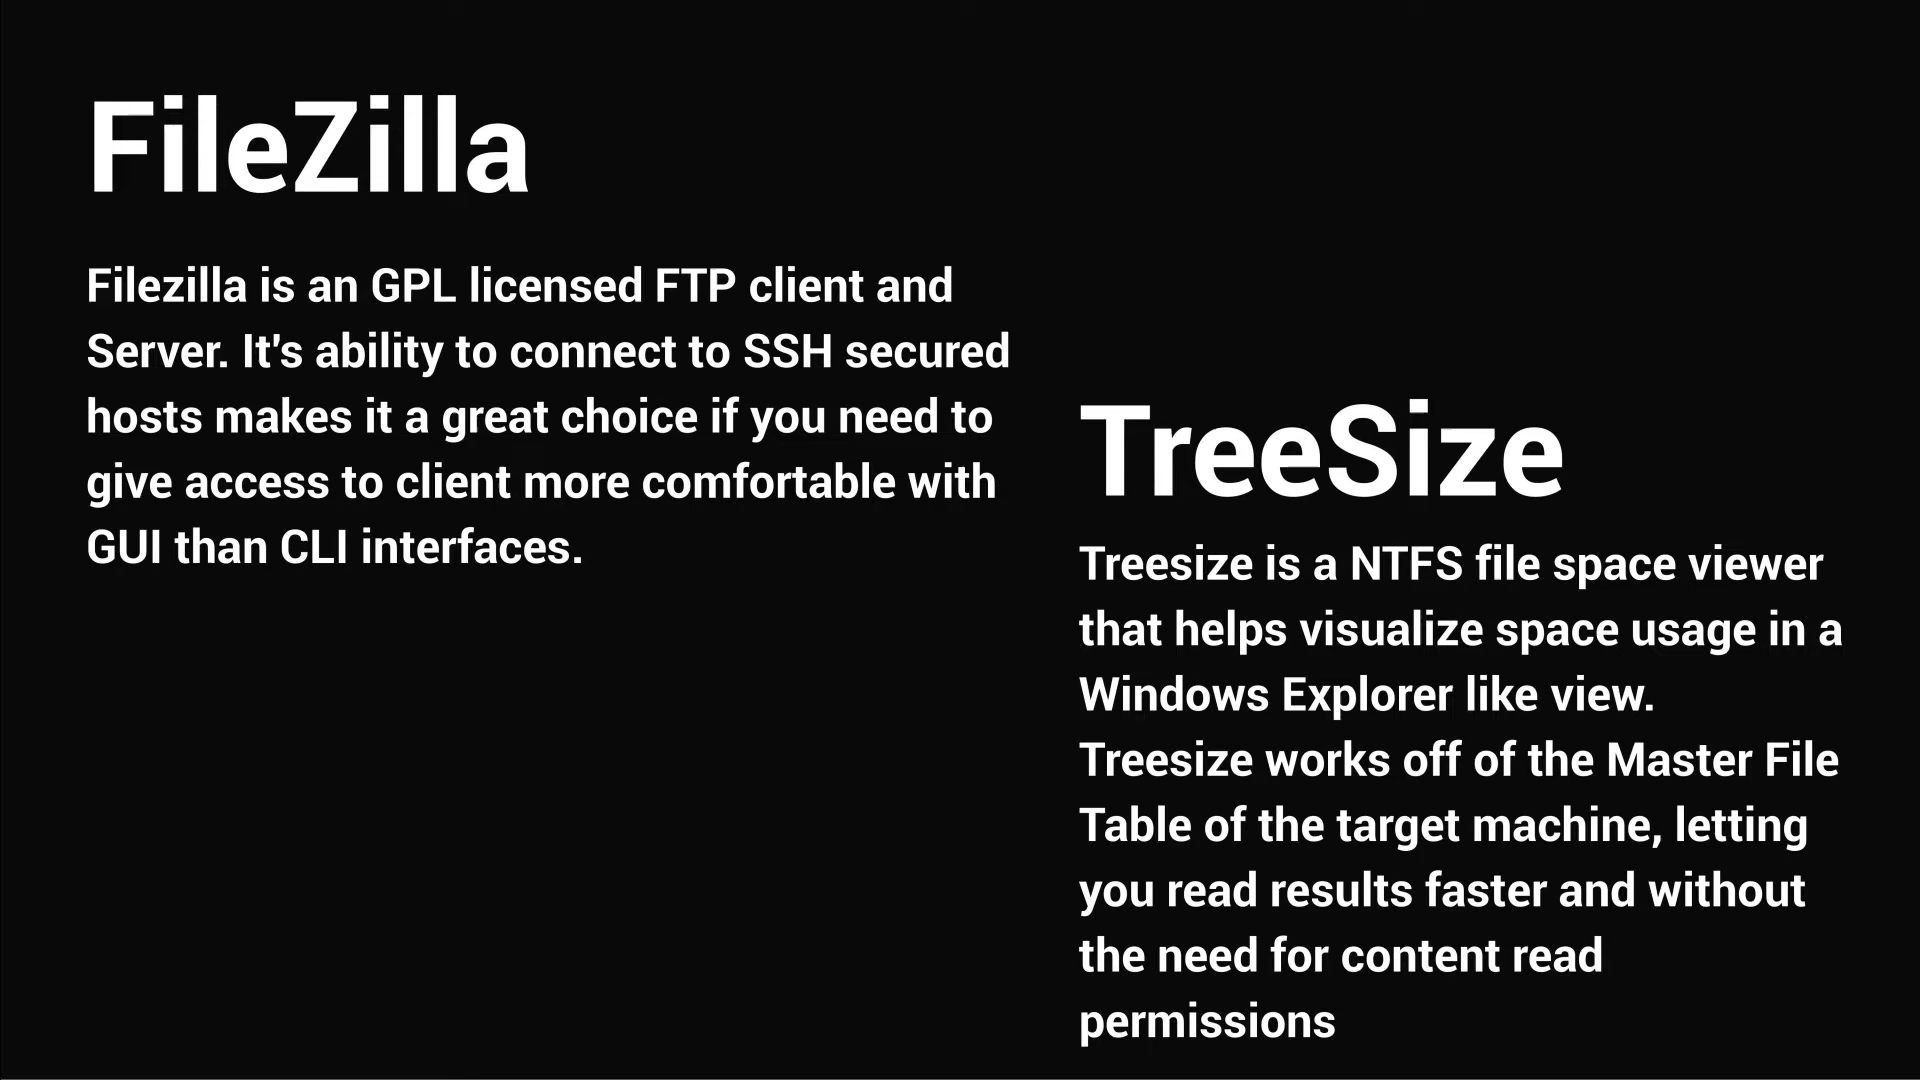 FileZilla
Filezilla is an GPL licensed FTP client and
Server. It's ability to connect to SSH secured
hosts makes it a great choice if you need to
give access to client more comfortable with
GUI than CLI interfaces.
TreeSize
Treesize is a NTFS file space viewer
that helps visualize space usage in a
Windows Explorer like view.
Treesize works off of the Master File
Table of the target machine, letting
you read results faster and without
the need for content read
permissions